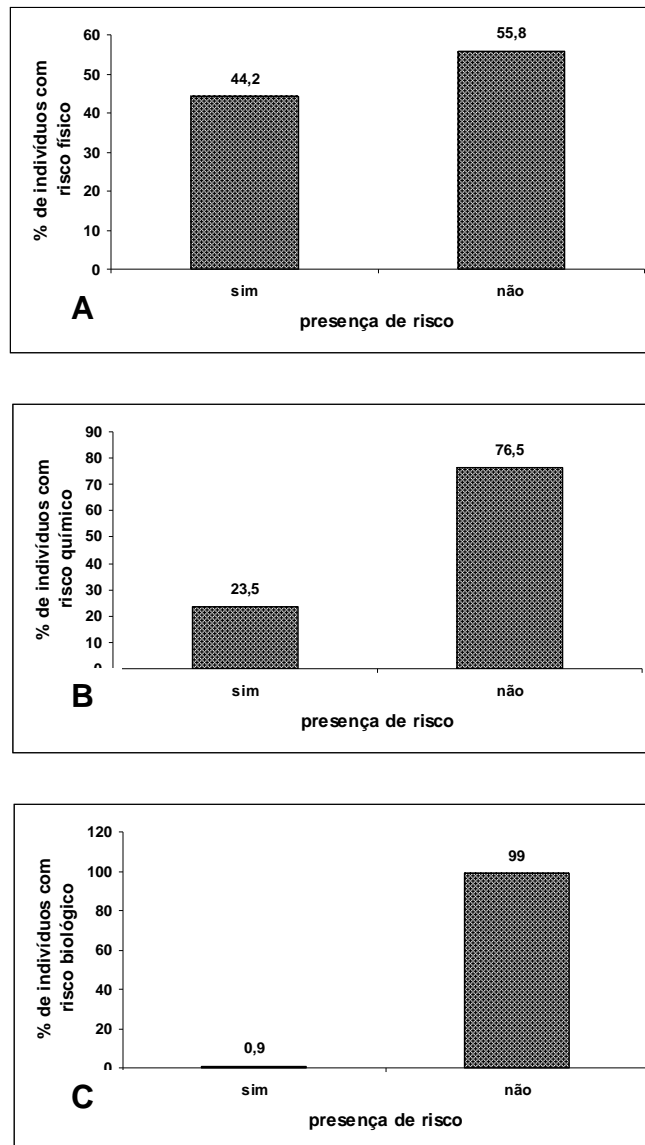 % de indivíduos com
risco físico
60
50
40
30
20
10
0
44,2
55,8
sim
não
A
presença de risco
% de indivíduos com
risco químico
90
80
70
60
50
40
30
20
10
0
23,5
76,5
sim
não
B
presença de risco
% de indivíduos com
risco biológico
120
100
80
60
40
20
0
0,9
99
sim
não
C
presença de risco